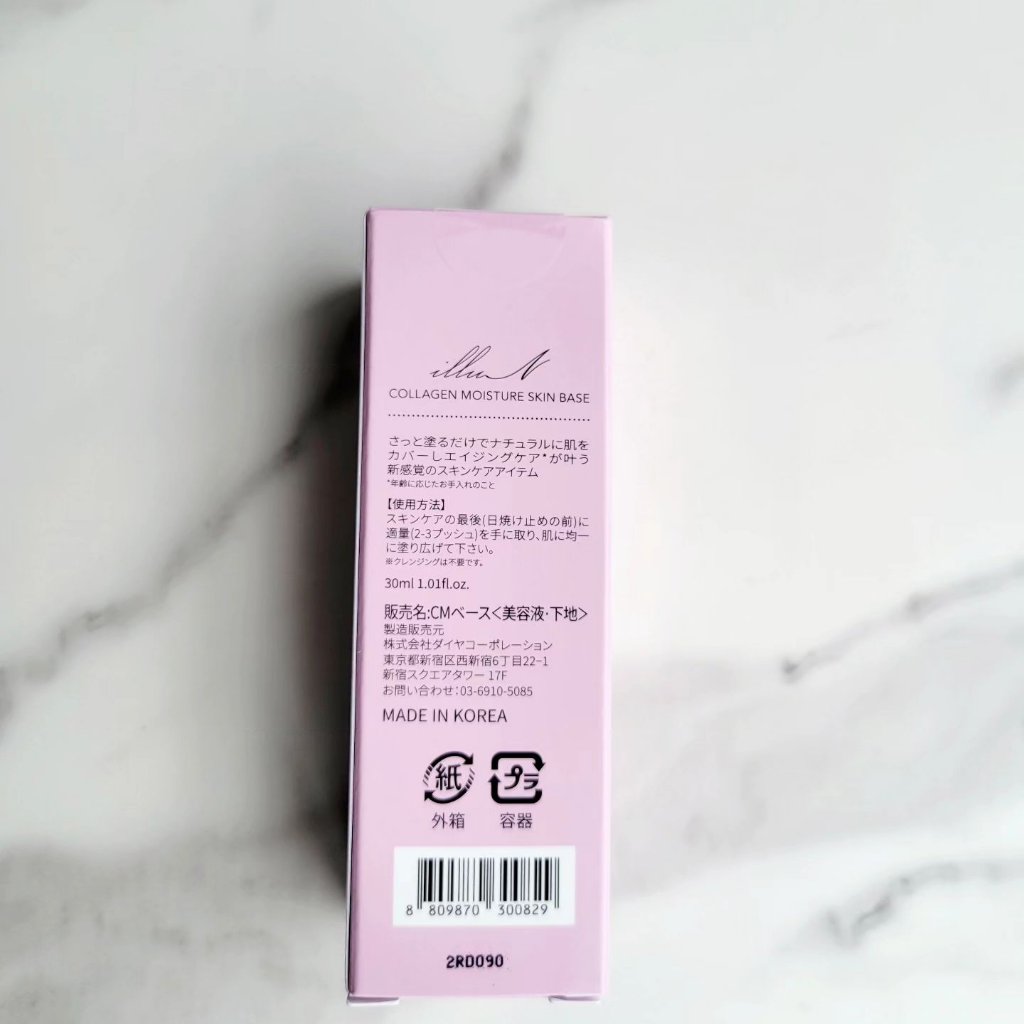 illuN
COLLAGEN MOISTURE SKIN BASE
さっと塗るだけでナチュラルに肌を
カバーしエイジングケア*が叶う
新感覚のスキンケアアイテム
*年齢に応じたお手入れのこと
【使用方法】
スキンケアの最後(日焼け止めの前)に
適量(2-3プッシュ)を手に取り、肌に均一
に塗り広げて下さい。
※クレンジングは不要です。
30ml 1.01fl.oz.
販売名:CMベース<美容液・下地>
製造販売元
株式会社ダイヤコーポレーション
東京都新宿区西新宿6丁目22−1
新宿スクエアタワー 17F
お問い合わせ:03-6910-5085
MADE IN KOREA
紙 プラ
外箱 容器
8 809870 300829
2RD090